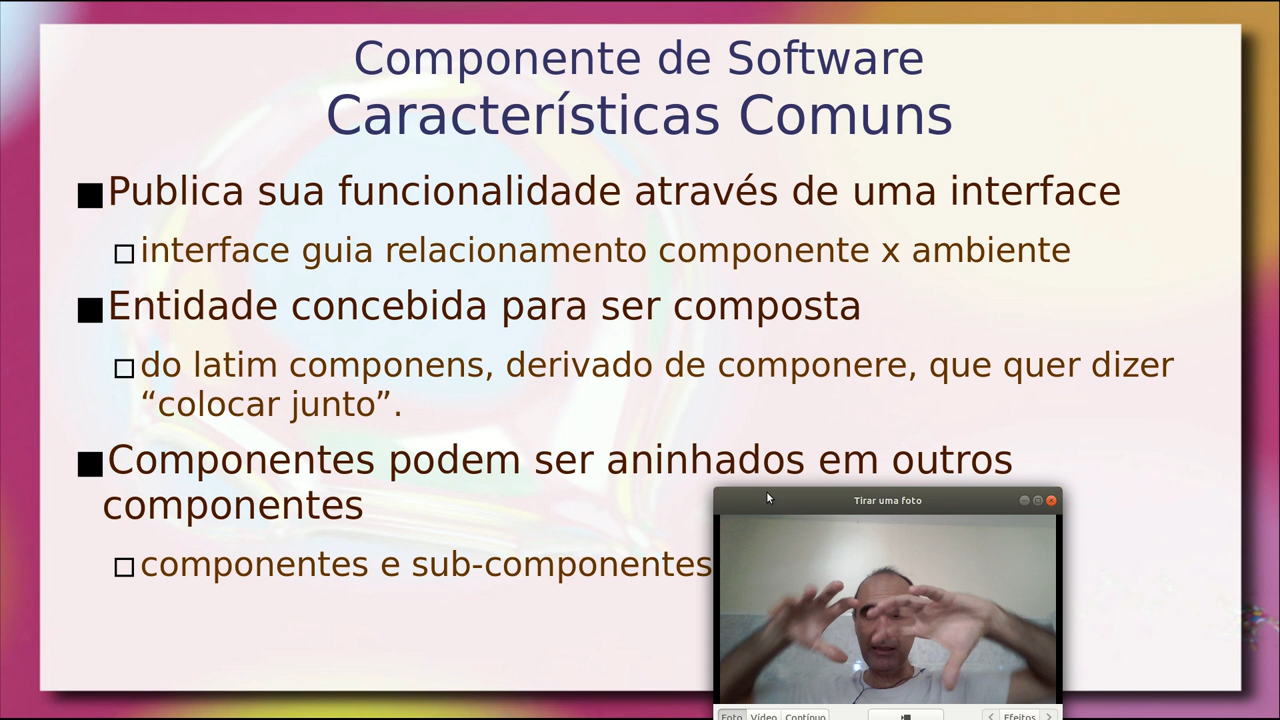 Componente de Software
Características Comuns
Publica sua funcionalidade através de uma interface
interface guia relacionamento componente x ambiente
Entidade concebida para ser composta
do latim componens, derivado de componere, que quer dizer
“colocar junto”.
Componentes podem ser aninhados em outros
componentes
componentes e sub-componentes
Tirar uma foto
Foto Vídeo Contínuo Efeitos